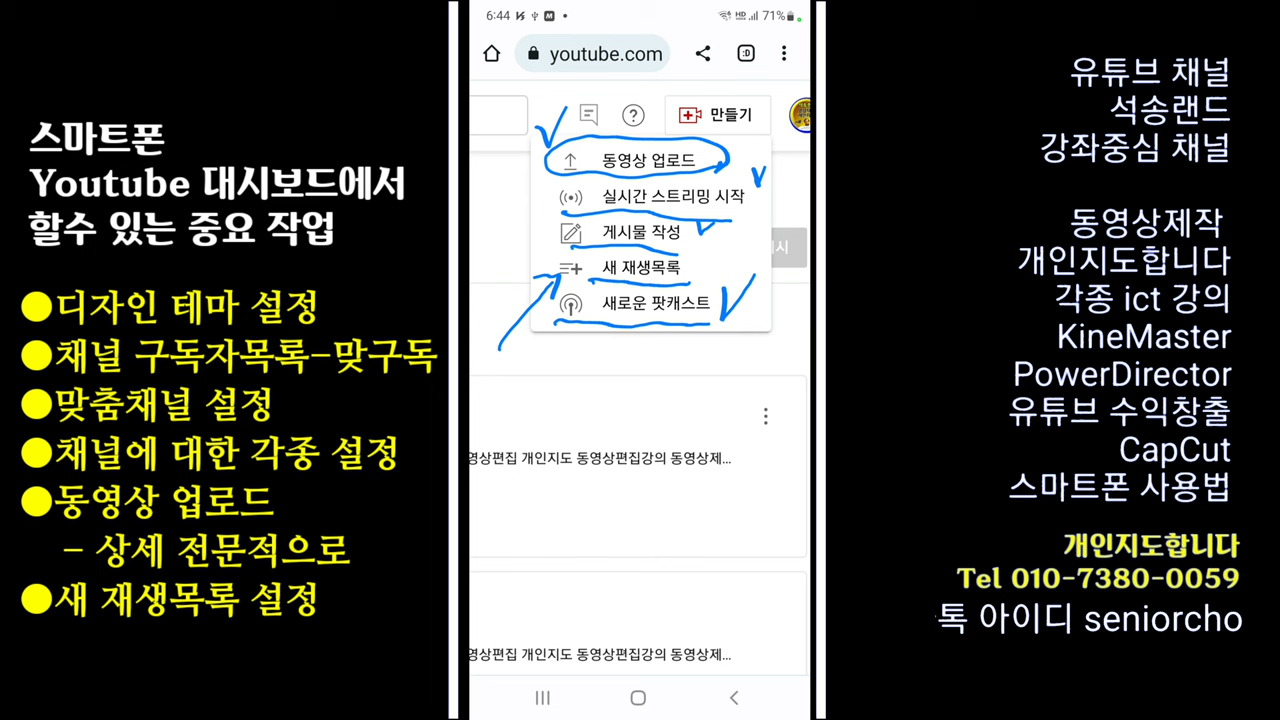 스마트폰
Youtube 대시보드에서
할수 있는 중요 작업
●디자인 테마 설정
●채널 구독자목록-맞구독
●맞춤채널 설정
●채널에 대한 각종 설정
●동영상 업로드
- 상세 전문적으로
●새 재생목록 설정
6:44
71%
youtube.com
:D
만들기
동영상 업로드
실시간 스트리밍 시작
게시물 작성
새 재생목록
새로운 팟캐스트
시
영상편집 개인지도 동영상편집강의 동영상제...
영상편집 개인지도 동영상편집강의 동영상제...
유튜브 채널
석송랜드
강좌중심 채널
동영상제작
개인지도합니다
각종 ict 강의
KineMaster
PowerDirector
유튜브 수익창출
CapCut
스마트폰 사용법
개인지도합니다
Tel 010-7380-0059
톡 아이디 seniorcho